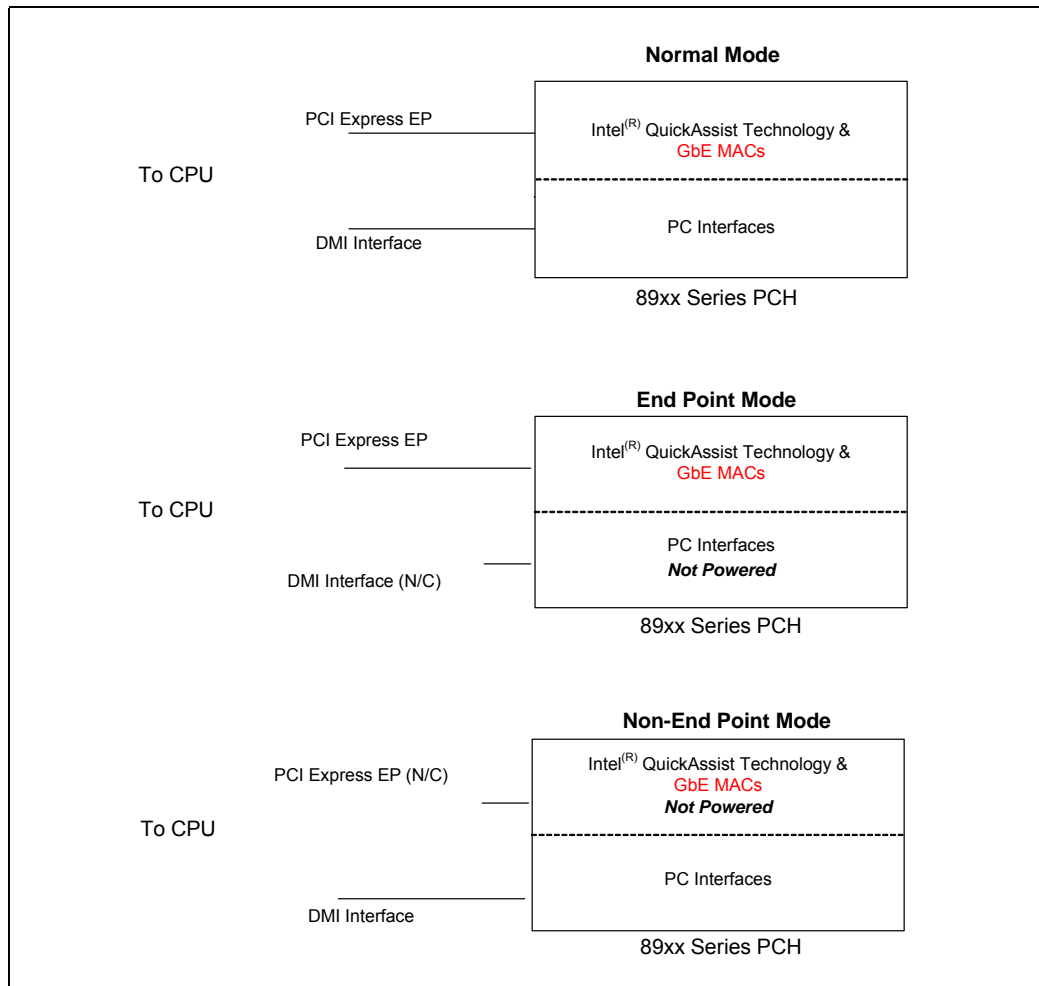 Normal Mode
PCI Express EP
Intel(R) QuickAssist Technology &
GbE MACs
To CPU
PC Interfaces
DMI Interface
89xx Series PCH
End Point Mode
PCI Express EP
Intel(R) QuickAssist Technology &
GbE MACs
To CPU
PC Interfaces
Not Powered
DMI Interface (N/C)
89xx Series PCH
Non-End Point Mode
PCI Express EP (N/C)
Intel(R) QuickAssist Technology &
GbE MACs
Not Powered
To CPU
PC Interfaces
DMI Interface
89xx Series PCH